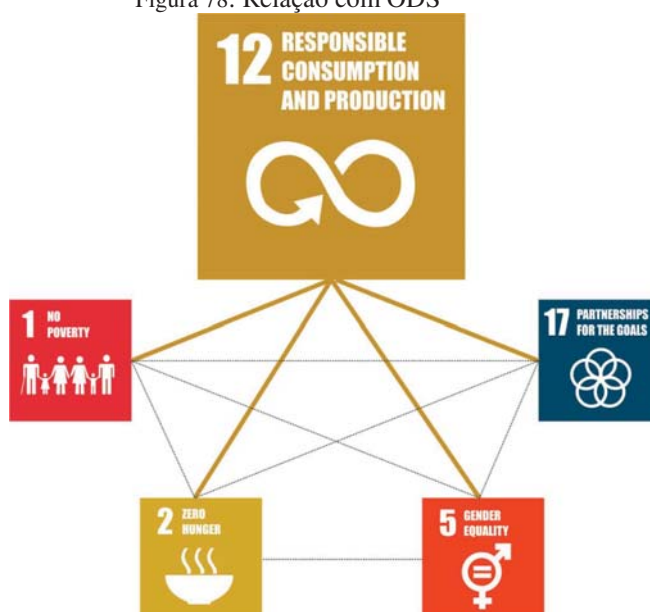 Figura 78: Relação com ODS
12 RESPONSIBLE
CONSUMPTION
AND PRODUCTION
1 NO
POVERTY
17 PARTNERSHIPS
FOR THE GOALS
2 ZERO
HUNGER
5 GENDER
EQUALITY